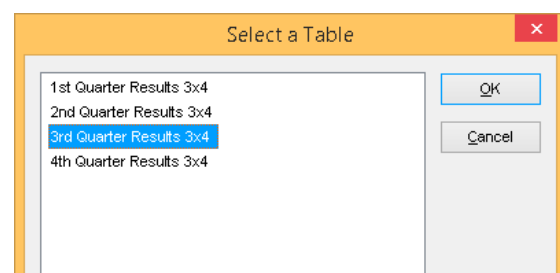 Select a Table
1st Quarter Results 3x4
2nd Quarter Results 3x4
3rd Quarter Results 3x4
4th Quarter Results 3x4
OK
Cancel